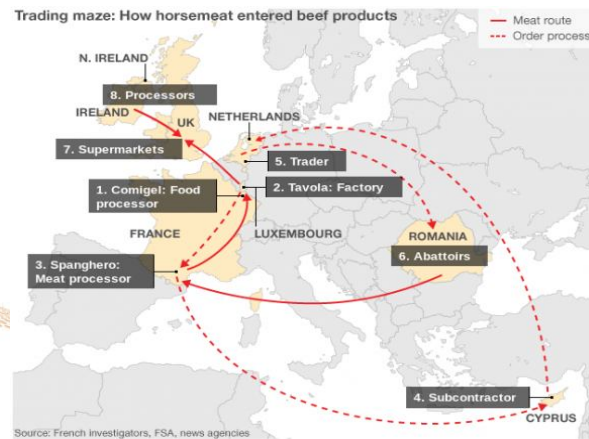 Trading maze: How horsemeat entered beef products
Meat route
Order process
N. IRELAND
8. Processors
IRELAND
UK
NETHERLANDS
7. Supermarkets
5. Trader
1. Comigel: Food
processor
2. Tavola: Factory
FRANCE
LUXEMBOURG
ROMANIA
6. Abattoirs
3. Spanghero:
Meat processor
4. Subcontractor
CYPRUS
Source: French investigators, FSA, news agencies